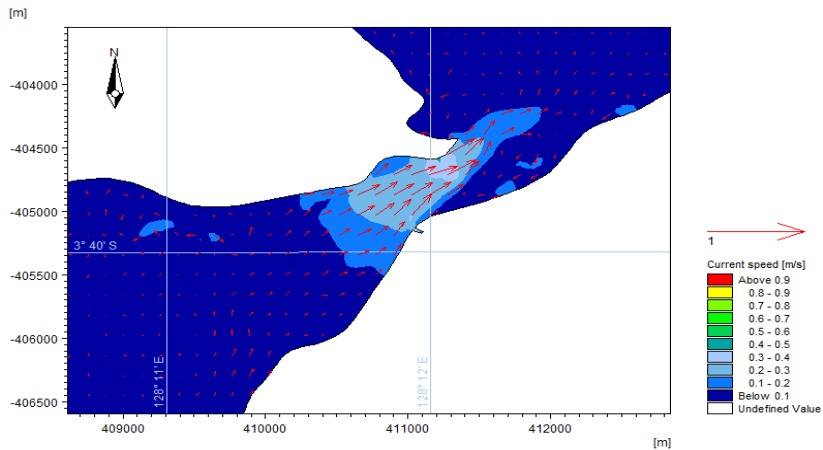 [m]
N
-404000
-404500
-405000
-405500
-406000
-406500
3° 40' S
128° 11' E
128° 12' E
409000 410000 411000 412000
[m]
1
Current speed [m/s]
Above 0.9
0.8 - 0.9
0.7 - 0.8
0.6 - 0.7
0.5 - 0.6
0.4 - 0.5
0.3 - 0.4
0.2 - 0.3
0.1 - 0.2
Below 0.1
Undefined Value